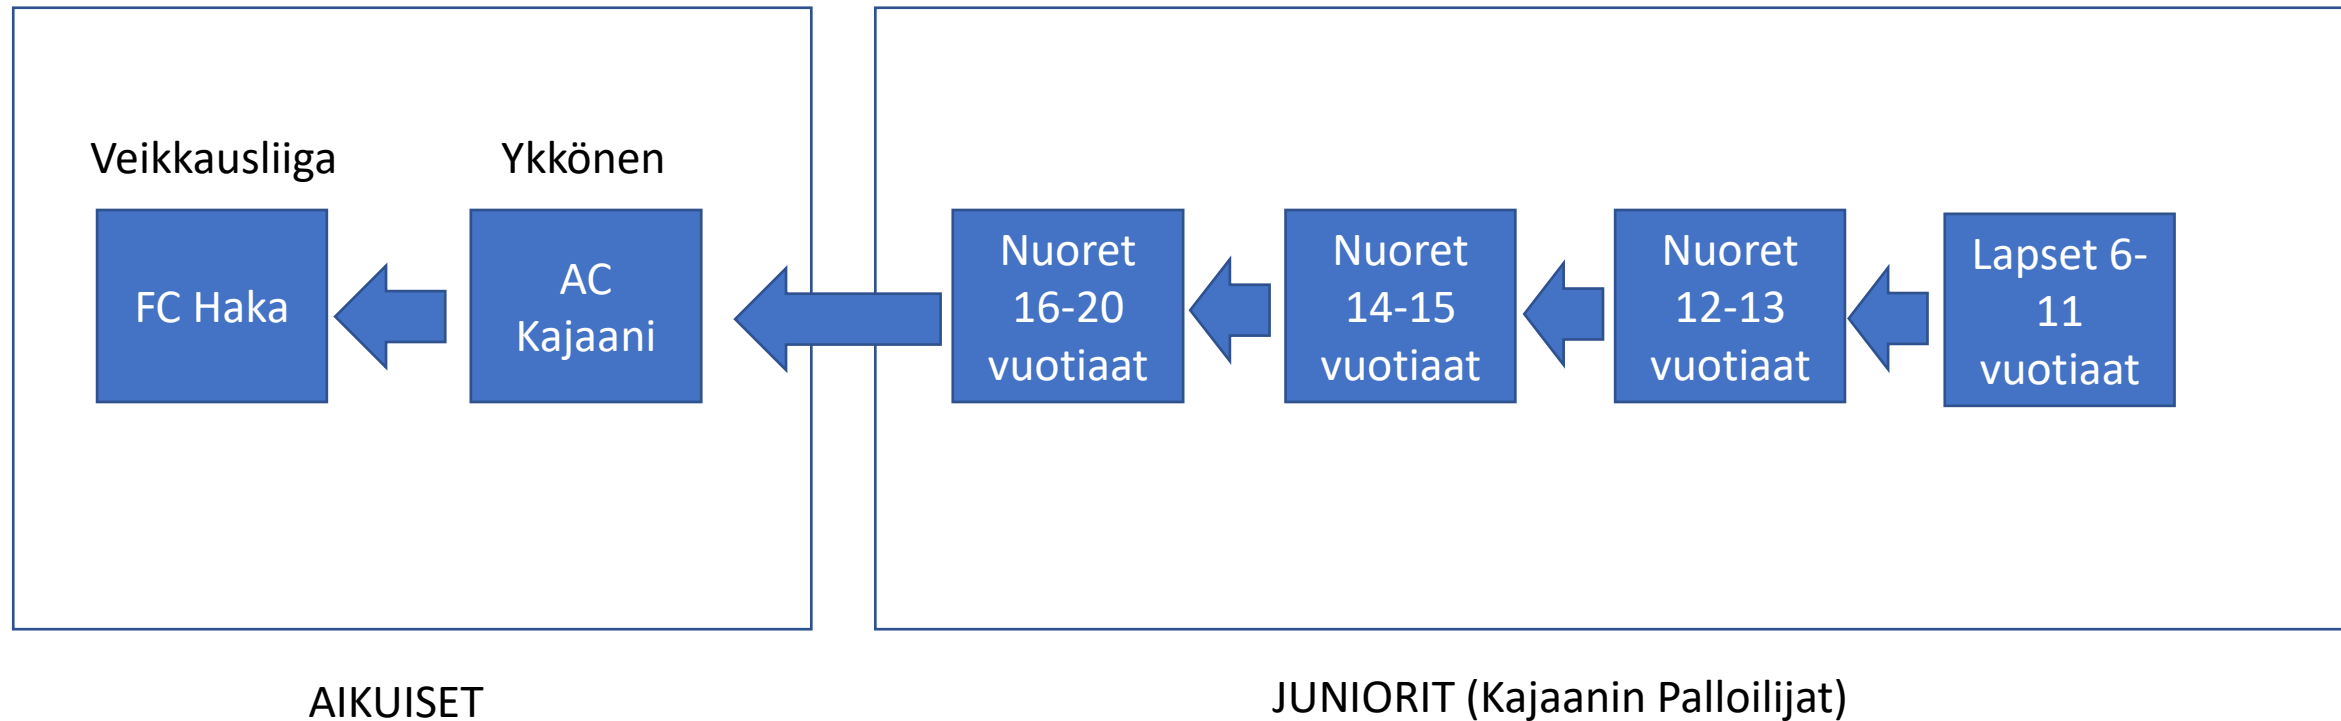 Veikkausliiga
Ykkönen
FC Haka
AC
Kajaani
Nuoret
16-20
vuotiaat
Nuoret
14-15
vuotiaat
Nuoret
12-13
vuotiaat
Lapset 6-
11
vuotiaat
AIKUISET
JUNIORIT (Kajaanin Palloilijat)